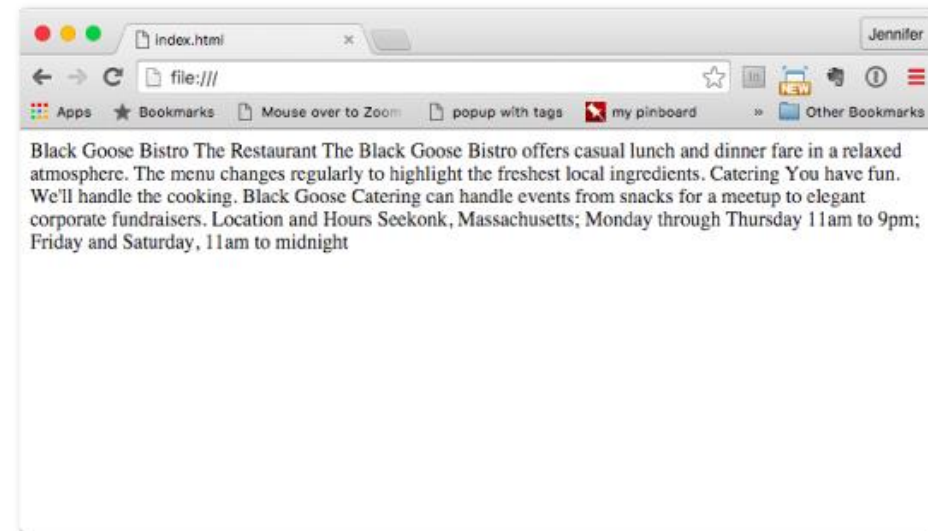 index.html
Jennifer
file:///
In
NEW
Apps Bookmarks Mouse over to Zoom popup with tags my pinboard » Other Bookmarks
Black Goose Bistro The Restaurant The Black Goose Bistro offers casual lunch and dinner fare in a relaxed
atmosphere. The menu changes regularly to highlight the freshest local ingredients. Catering You have fun.
We'll handle the cooking. Black Goose Catering can handle events from snacks for a meetup to elegant
corporate fundraisers. Location and Hours Seekonk, Massachusetts; Monday through Thursday 11am to 9pm;
Friday and Saturday, 11am to midnight